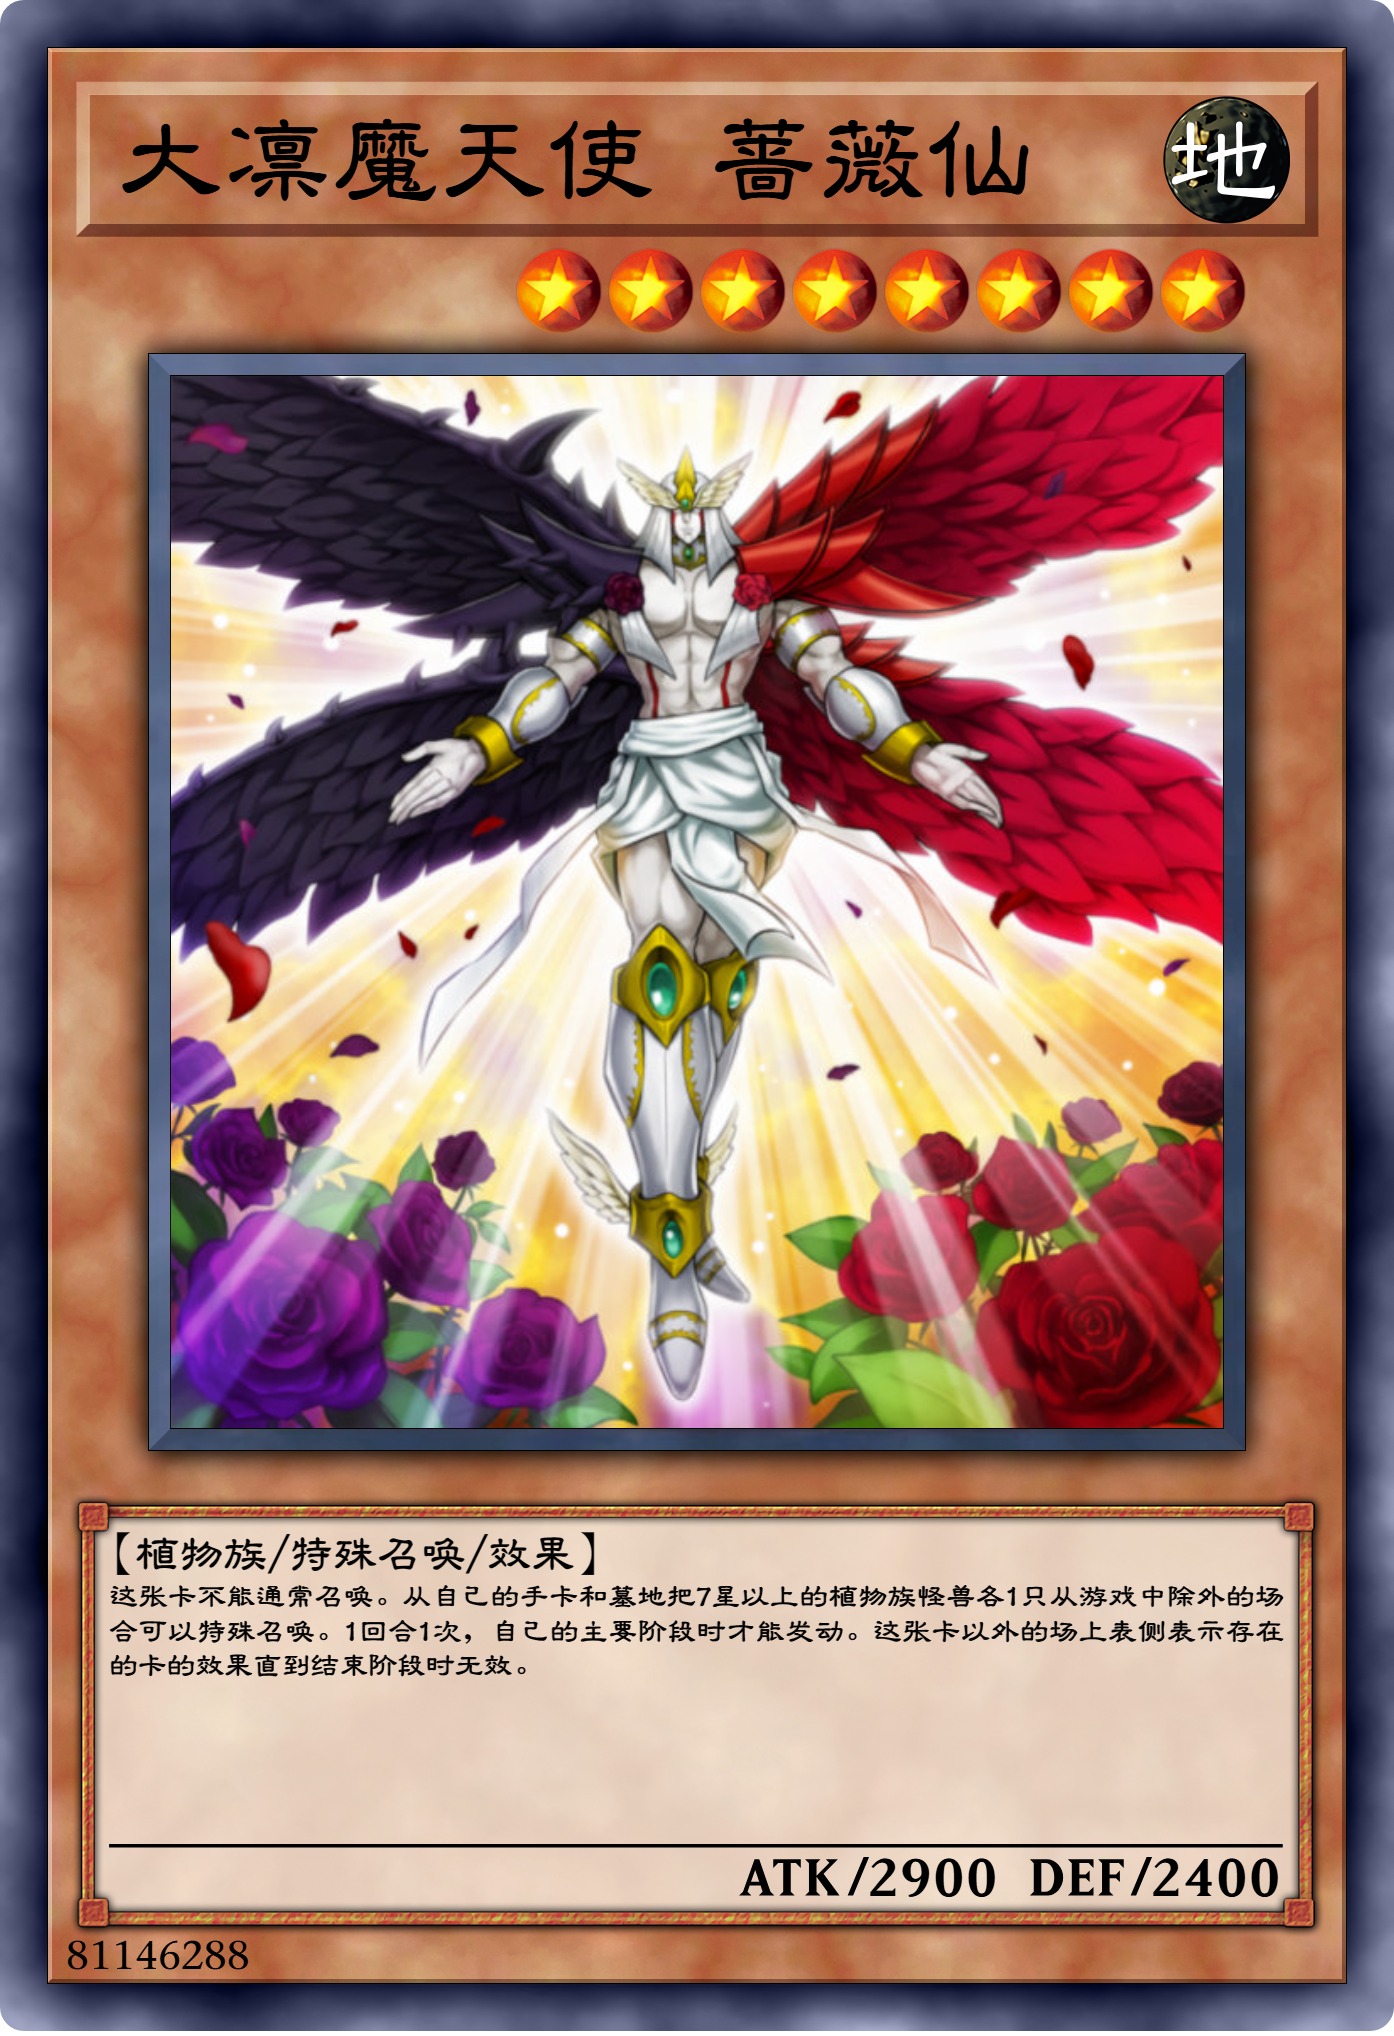 大凛魔天使 蔷薇仙
地
【植物族/特殊召唤/效果】
这张卡不能通常召唤。从自己的手卡和墓地把7星以上的植物族怪兽各1只从游戏中除外的场
合可以特殊召唤。1回合1次，自己的主要阶段时才能发动。这张卡以外的场上表侧表示存在
的卡的效果直到结束阶段时无效。
ATK/2900 DEF/2400
81146288